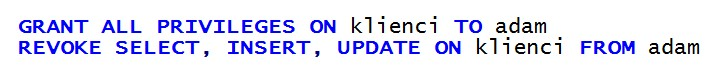 GRANT ALL PRIVILEGES ON klienci TO adam
REVOKE SELECT, INSERT, UPDATE ON klienci FROM adam